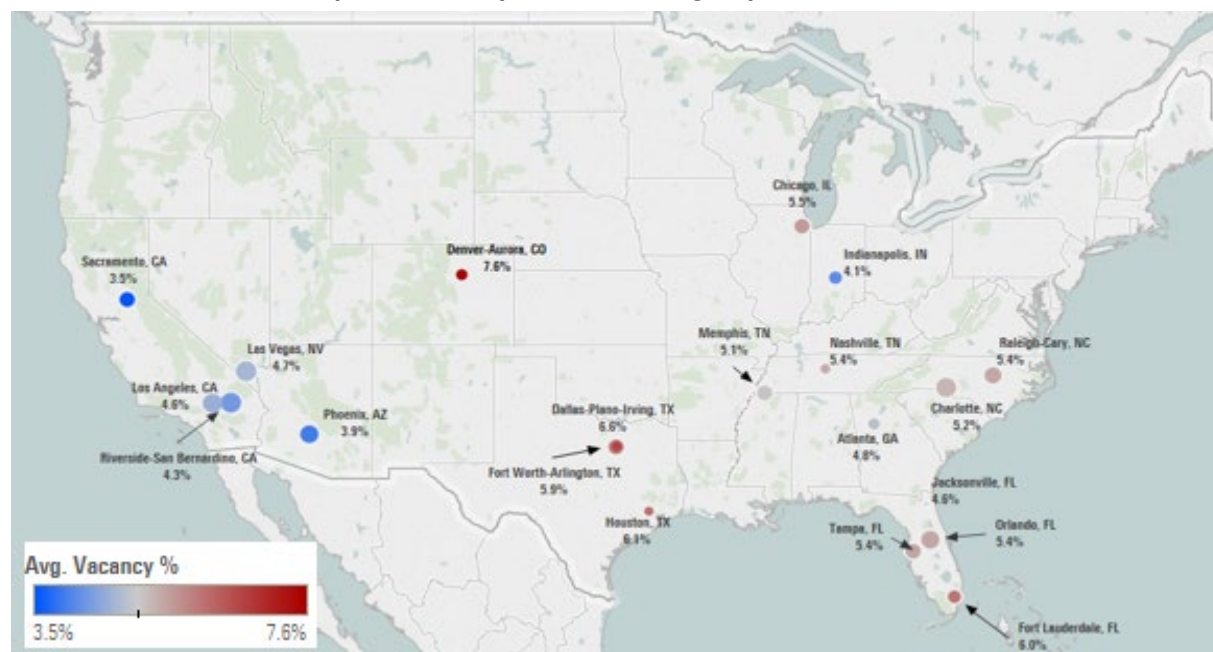 Chicago, IL
5.5%
Denver-Aurora, CO
7.6%
Indianapolis, IN
4.1%
Sacramento, CA
3.5%
Memphis, TN
5.1%
Nashville, TN
5.4%
Raleigh-Cary, NC
5.4%
Las Vegas, NV
4.7%
Los Angeles, CA
4.6%
Phoenix, AZ
3.9%
Dallas-Plano-Irving, TX
6.6%
Charlotte, NC
5.2%
Atlanta, GA
4.8%
Riverside-San Bernardino, CA
4.3%
Fort Worth-Arlington, TX
5.9%
Jacksonville, FL
4.6%
Houston, TX
6.1%
Tampa, FL
5.4%
Orlando, FL
5.4%
Fort Lauderdale, FL
6.0%
Avg. Vacancy %
3.5%
7.6%